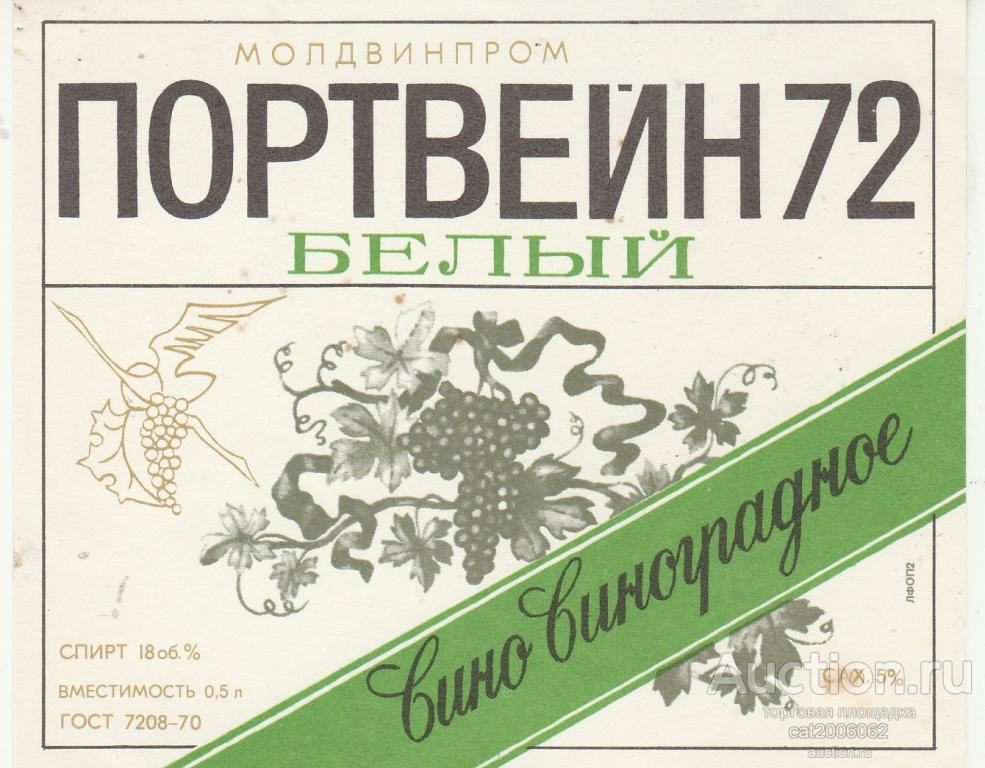 МОЛДВИНПРОМ
ПОРТВЕЙН 72
БЕЛЫЙ
Вино виноградное
ЛФОП2
СПИРТ 18 об.%
ВМЕСТИМОСТЬ 0,5 л
ГОСТ 7208-70
САХ. 5%
Auction.ru
торговая площадка
cat2006062
auction.ru